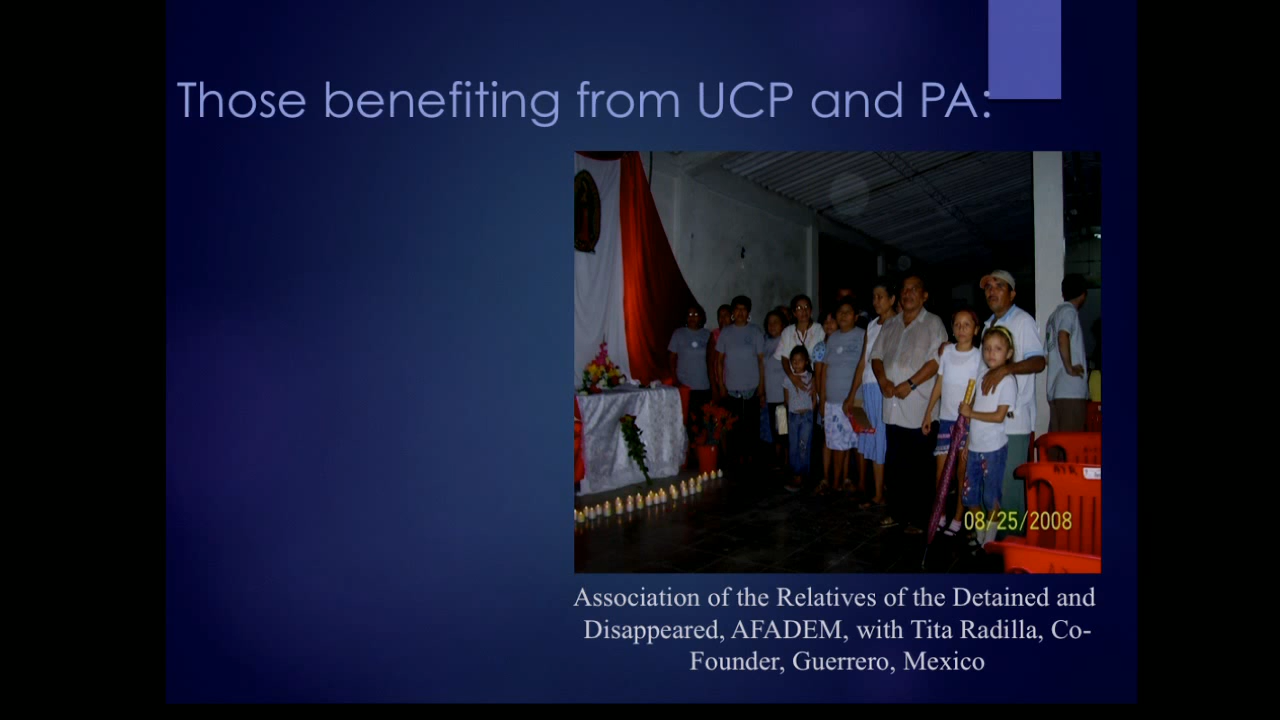 Those benefiting from UCP and PA:
08/25/2008
Association of the Relatives of the Detained and
Disappeared, AFADEM, with Tita Radilla, Co-
Founder, Guerrero, Mexico